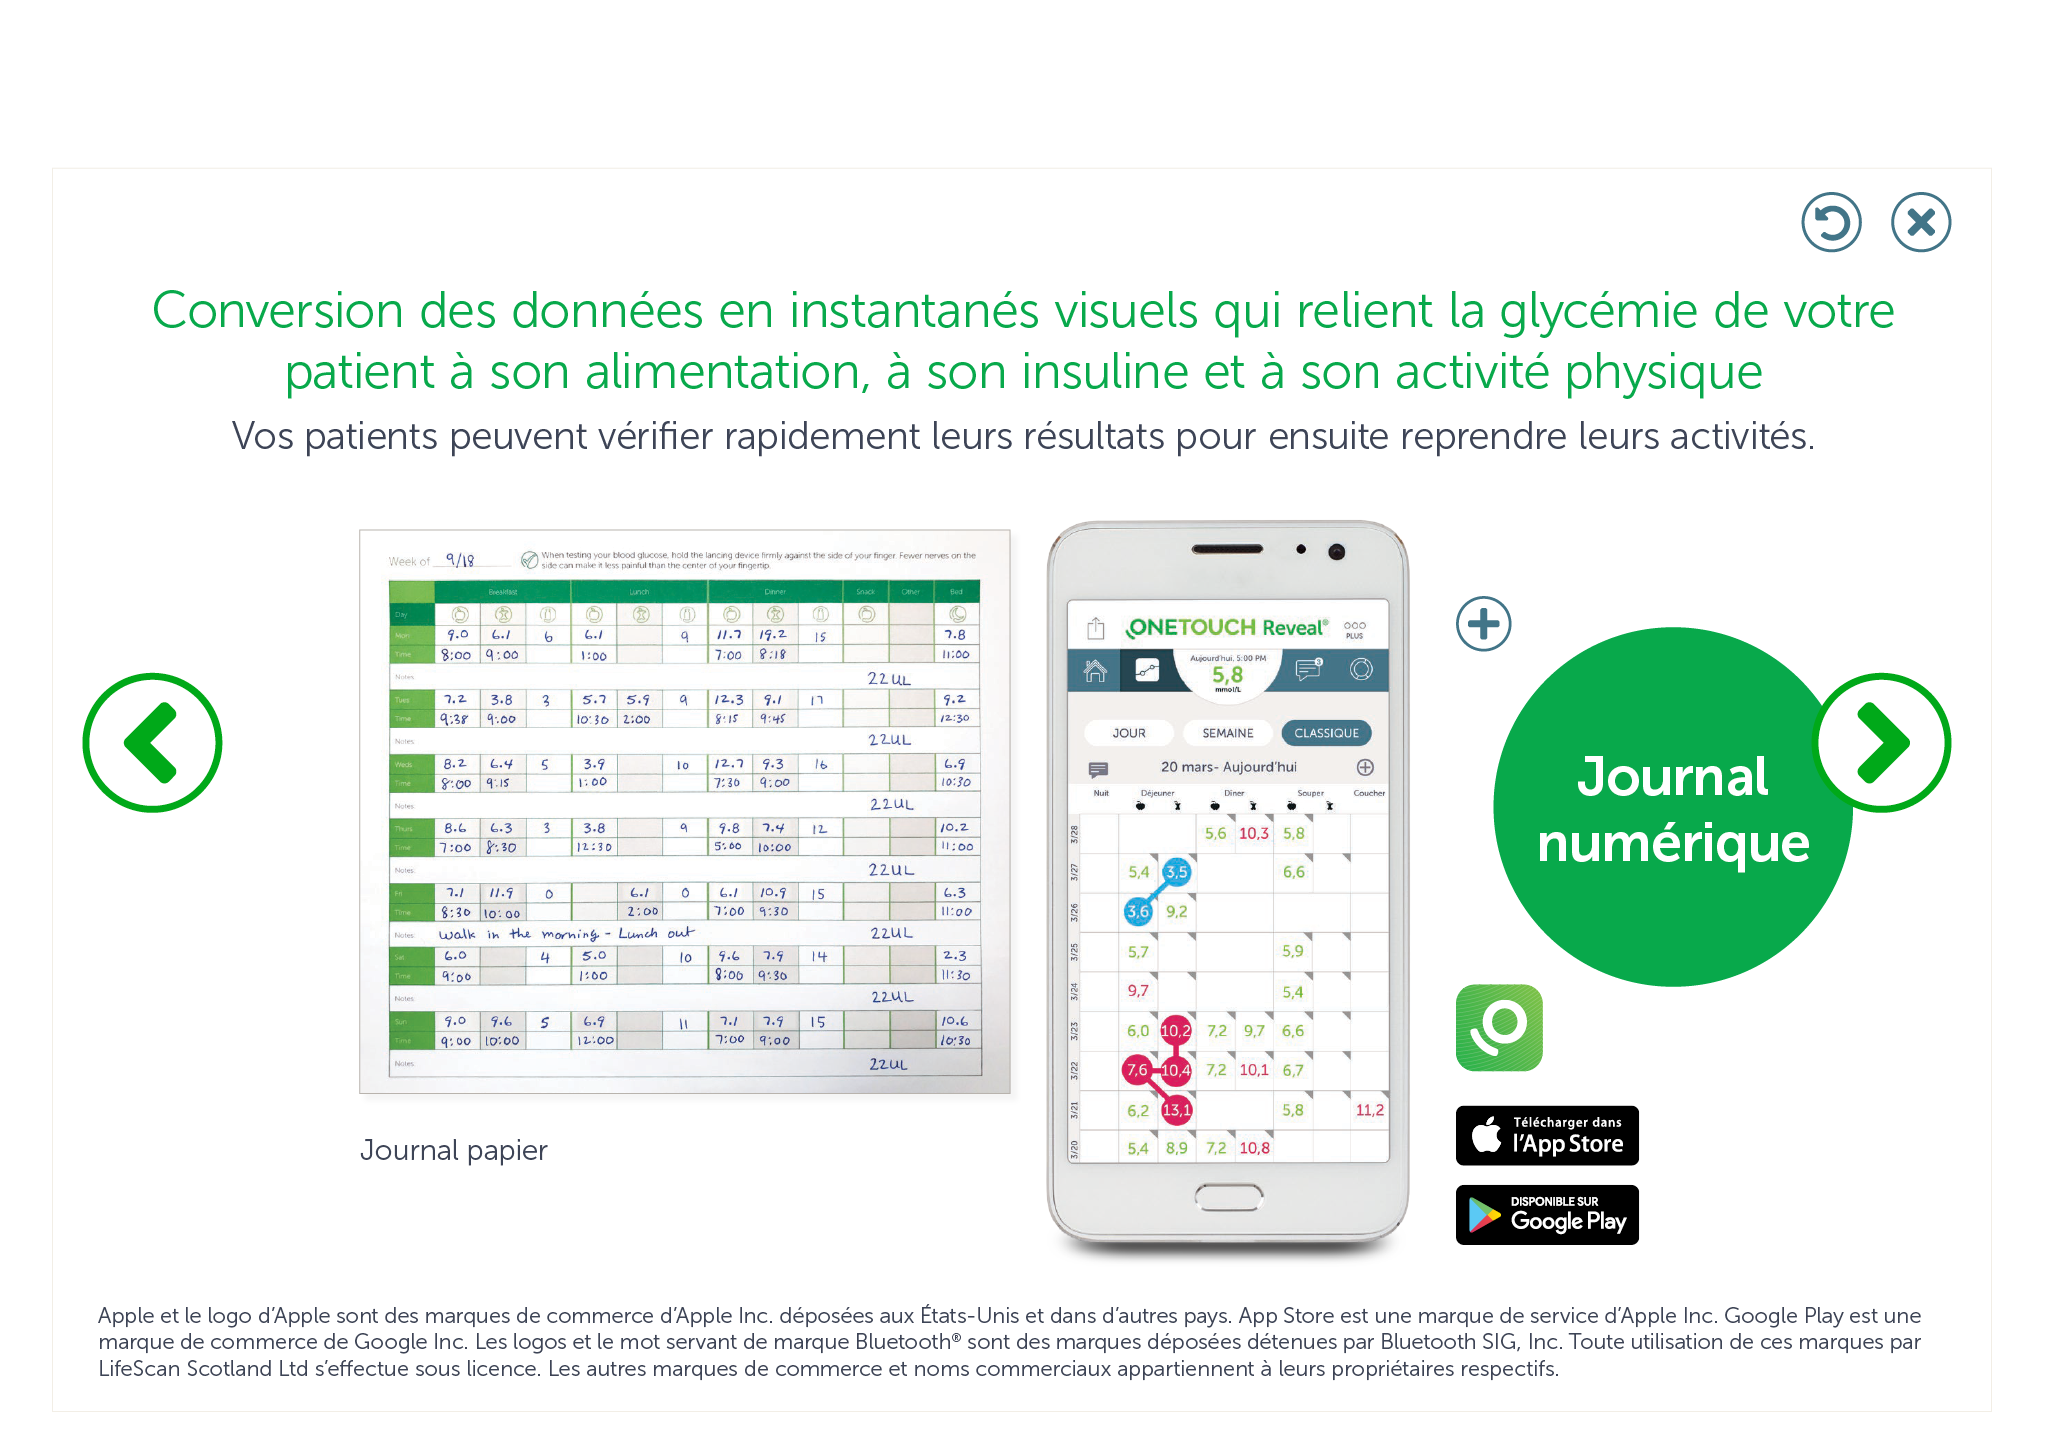 Conversion des données en instantanés visuels qui relient la glycémie de votre
patient à son alimentation, à son insuline et à son activité physique
Vos patients peuvent vérifier rapidement leurs résultats pour ensuite reprendre leurs activités.
Week of 9/18
When testing your blood glucose, hold the lancing device firmly against the side of your finger. Fewer nerves on the
side can make it less painful than the center of your fingertip.
Breakfast Lunch Dinner Snack Other Bed
Day
Mon 9.0 6.1 6 6.1 9 11.7 19.2 15 7.8
Time 8:00 9:00 1:00 7:00 8:18 11:00
Notes 22UL
Tues 7.2 3.8 3 5.7 5.9 9 12.3 9.1 17 9.2
Time 9:38 9:00 10:30 2:00 8:15 9:45 12:30
Notes 22UL
Weds 8.2 6.4 5 3.9 10 12.7 9.3 16 6.9
Time 8:00 9:15 1:00 7:30 9:00 10:30
Notes 22UL
Thurs 8.6 6.3 3 3.8 9 9.8 7.4 12 10.2
Time 7:00 8:30 12:30 5:00 10:00 11:00
Notes 22UL
Fri 7.1 11.9 0 6.1 0 6.1 10.9 15 6.3
Time 8:30 10:00 2:00 7:00 9:30 11:00
Notes Walk in the morning - Lunch out 22UL
Sat 6.0 4 5.0 10 9.6 7.9 14 2.3
Time 9:00 1:00 8:00 9:30 11:30
Notes 22UL
Sun 9.0 9.6 5 6.9 11 7.1 7.9 15 10.6
Time 9:00 10:00 12:00 7:00 9:00 10:30
Notes 22UL
Journal papier
ONETOUCH Reveal®
PLUS
Aujourd'hui, 5:00 PM
5,8
mmol/L
3
JOUR SEMAINE CLASSIQUE
20 mars- Aujourd'hui
Nuit Déjeuner Dîner Souper Coucher
3/28 5,6 10,3 5,8
3/27 5,4 3,5 6,6
3/26 3,6 9,2
3/25 5,7 5,9
3/24 9,7 5,4
3/23 6,0 10,2 7,2 9,7 6,6
3/22 7,6 10,4 7,2 10,1 6,7
3/21 6,2 13,1 5,8 11,2
3/20 5,4 8,9 7,2 10,8
Journal
numérique
Télécharger dans
l'App Store
DISPONIBLE SUR
Google Play
Apple et le logo d’Apple sont des marques de commerce d’Apple Inc. déposées aux États-Unis et dans d’autres pays. App Store est une marque de service d’Apple Inc. Google Play est une
marque de commerce de Google Inc. Les logos et le mot servant de marque Bluetooth® sont des marques déposées détenues par Bluetooth SIG, Inc. Toute utilisation de ces marques par
LifeScan Scotland Ltd s’effectue sous licence. Les autres marques de commerce et noms commerciaux appartiennent à leurs propriétaires respectifs.